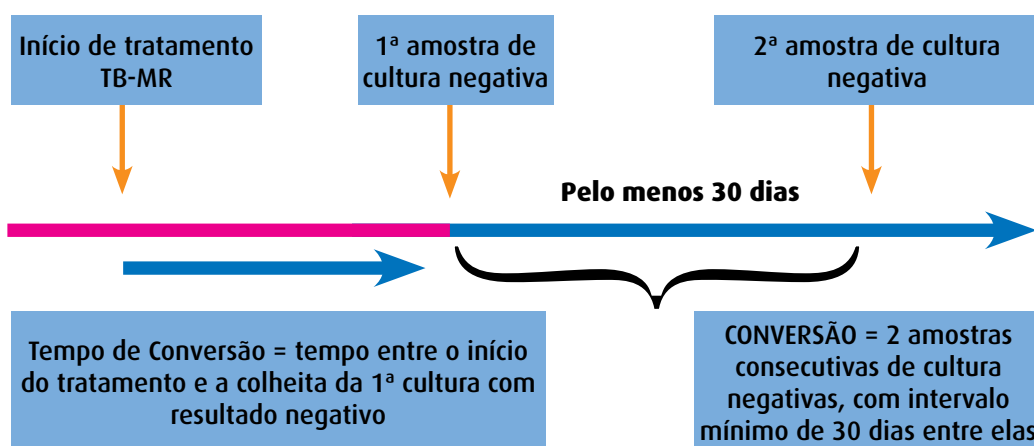 Início de tratamento
TB-MR
1ª amostra de
cultura negativa
2ª amostra de cultura
negativa
Pelo menos 30 dias
Tempo de Conversão = tempo entre o início
do tratamento e a colheita da 1ª cultura com
resultado negativo
CONVERSÃO = 2 amostras
consecutivas de cultura
negativas, com intervalo
mínimo de 30 dias entre elas